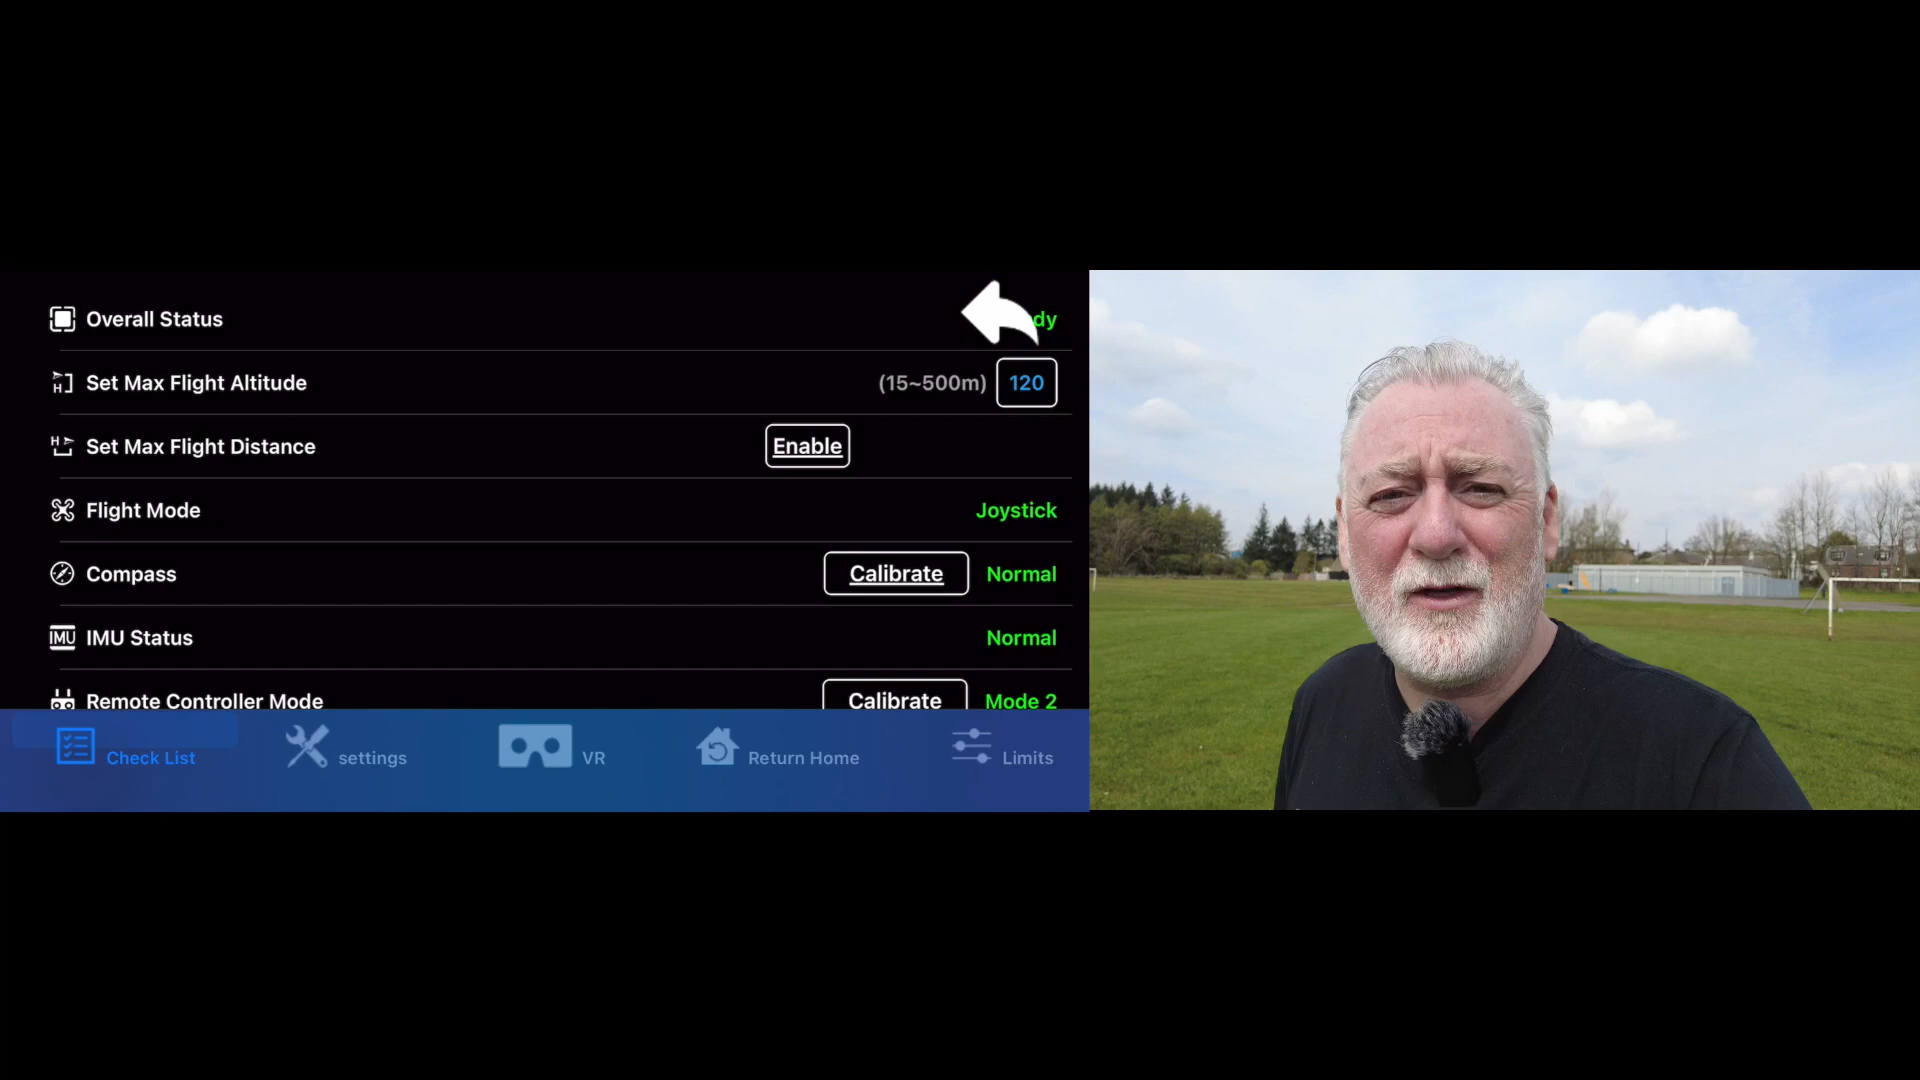 Overall Status dy
Set Max Flight Altitude (15~500m) 120
Set Max Flight Distance Enable
Flight Mode Joystick
Compass Calibrate Normal
IMU IMU Status Normal
Remote Controller Mode Calibrate Mode 2
Check List settings VR Return Home Limits